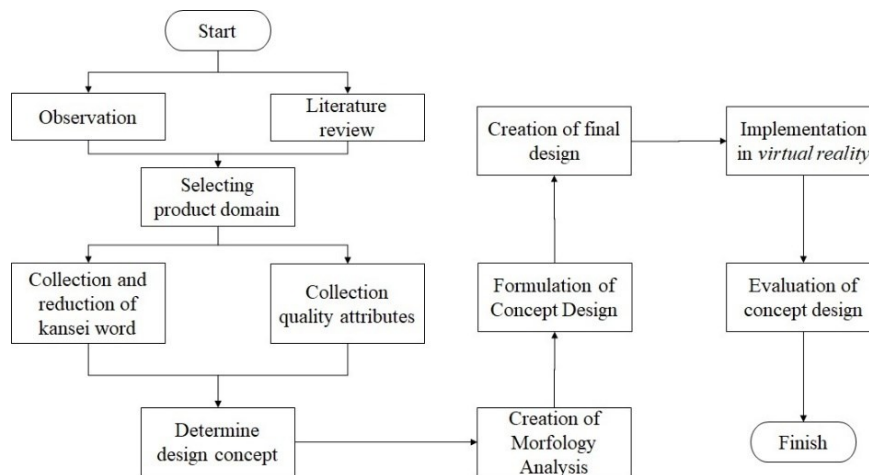 Start
Observation
Literature
review
Selecting
product domain
Collection and
reduction of
kansei word
Collection
quality attributes
Determine
design concept
Creation of
Morfology
Analysis
Formulation of
Concept Design
Creation of final
design
Implementation
in virtual reality
Evaluation of
concept design
Finish